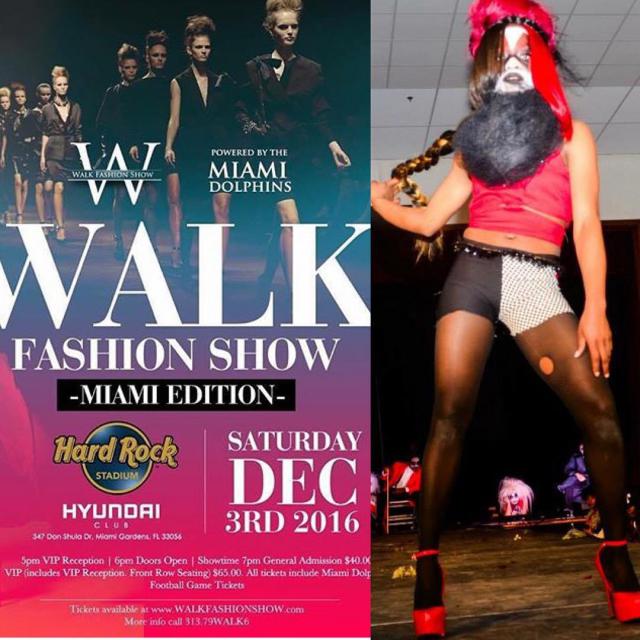 W
WALK FASHION SHOW
POWERED BY THE
MIAMI
DOLPHINS
WALK
FASHION SHOW
-MIAMI EDITION-
Hard Rock
STADIUM
HYUNDAI
CLUB
347 Don Shula Dr, Miami Gardens, FL 33056
SATURDAY
DEC
3RD 2016
5pm VIP Reception | 6pm Doors Open | Showtime 7pm General Admission $40.00
VIP (includes VIP Reception. Front Row Seating) $65.00. All tickets include Miami Dolp
Football Game Tickets
Tickets available at www.WALKFASHIONSHOW.com
More info call 313.79WALK6